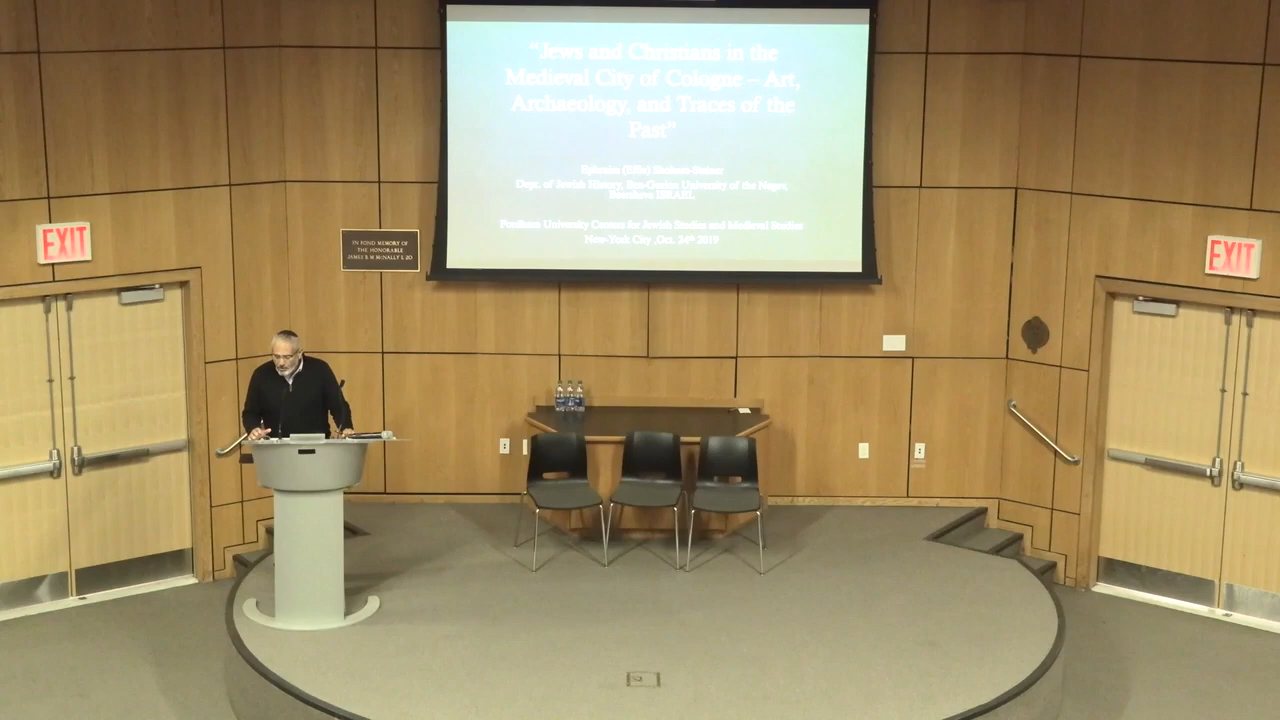 "Jews and Christians in the
Medieval City of Cologne – Art,
Archaeology, and Traces of the
Past"
Ephraim (Effie) Shoham-Steiner
Dept. of Jewish History, Ben-Gurion University of the Negev,
Beersheva ISRAEL
Fordham University Centers for Jewish Studies and Medieval Studies
New-York City ,Oct. 24th 2019
EXIT
IN FOND MEMORY OF
THE HONORABLE
JAMES B. M. McNALLY
EXIT